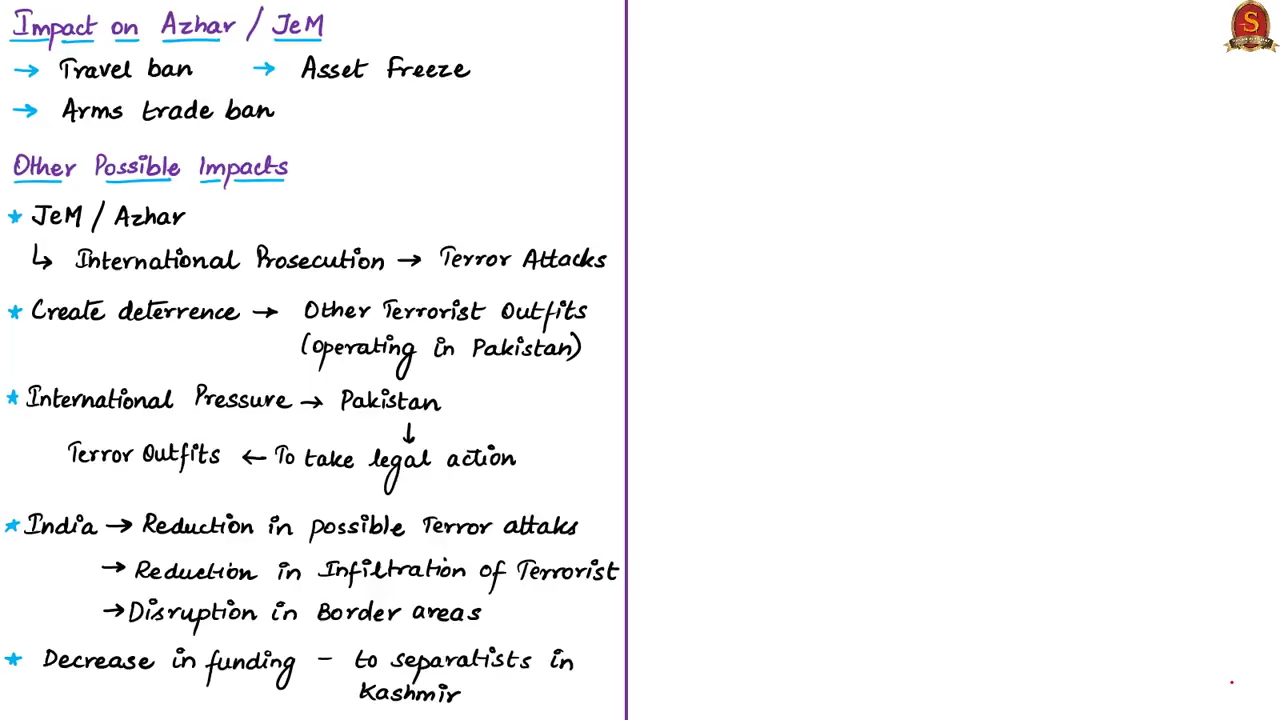 Impact on Azhar / JeM
→ Travel ban → Asset Freeze
→ Arms trade ban
Other Possible Impacts
* JeM / Azhar
↳ International Prosecution → Terror Attacks
* Create deterrence → Other Terrorist Outfits
(operating in Pakistan)
* International Pressure → Pakistan
↓
Terror Outfits ← To take legal action
* India → Reduction in possible Terror attaks
→ Reduction in Infiltration of Terrorist
→ Disruption in Border areas
* Decrease in funding - to separatists in
Kashmir
S